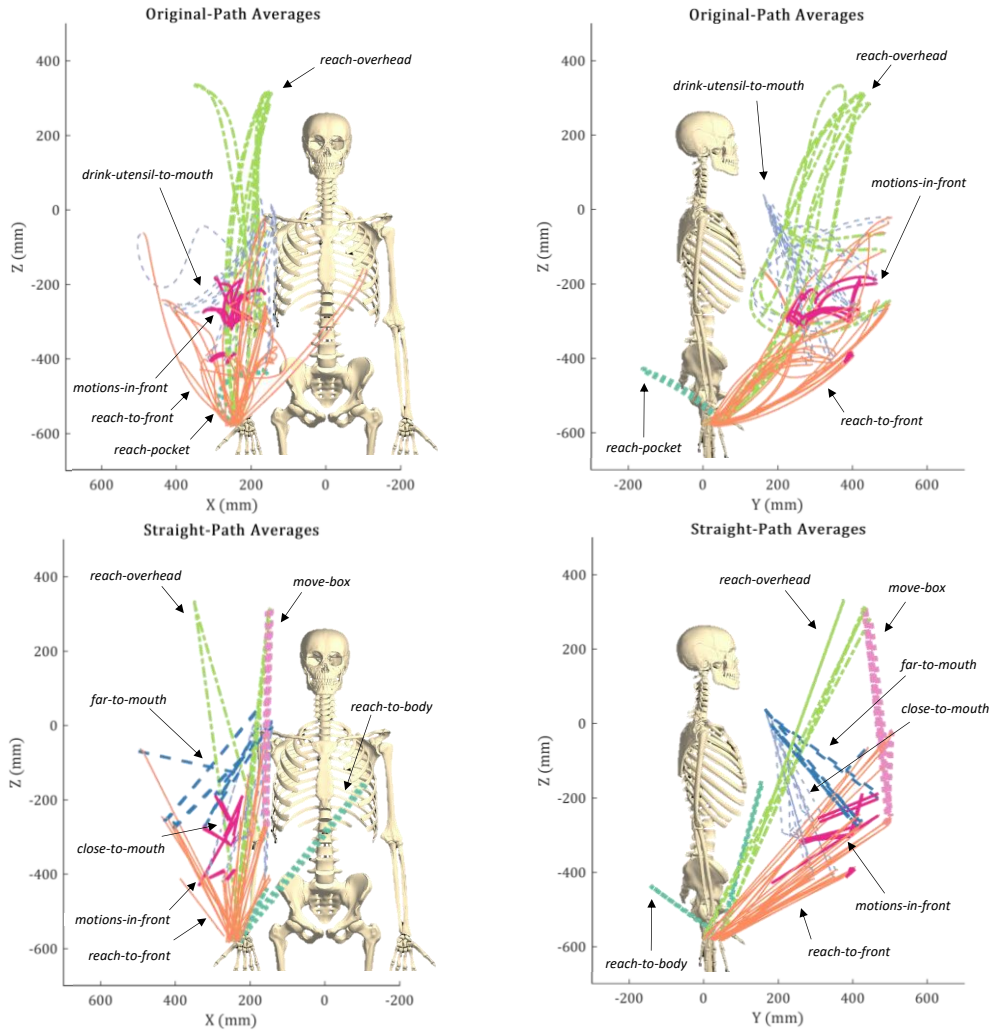 Original-Path Averages
400
200
0
-200
-400
-600
Z (mm)
reach-overhead
drink-utensil-to-mouth
motions-in-front
reach-to-front
reach-pocket
600
400
200
0
-200
X (mm)
Original-Path Averages
400
200
0
-200
-400
-600
Z (mm)
reach-overhead
drink-utensil-to-mouth
motions-in-front
reach-to-front
reach-pocket
-200
0
200
400
600
Y (mm)
Straight-Path Averages
400
200
0
-200
-400
-600
Z (mm)
reach-overhead
move-box
far-to-mouth
reach-to-body
close-to-mouth
motions-in-front
reach-to-front
600
400
200
0
-200
X (mm)
Straight-Path Averages
400
200
0
-200
-400
-600
Z (mm)
reach-overhead
move-box
far-to-mouth
close-to-mouth
motions-in-front
reach-to-front
reach-to-body
-200
0
200
400
600
Y (mm)